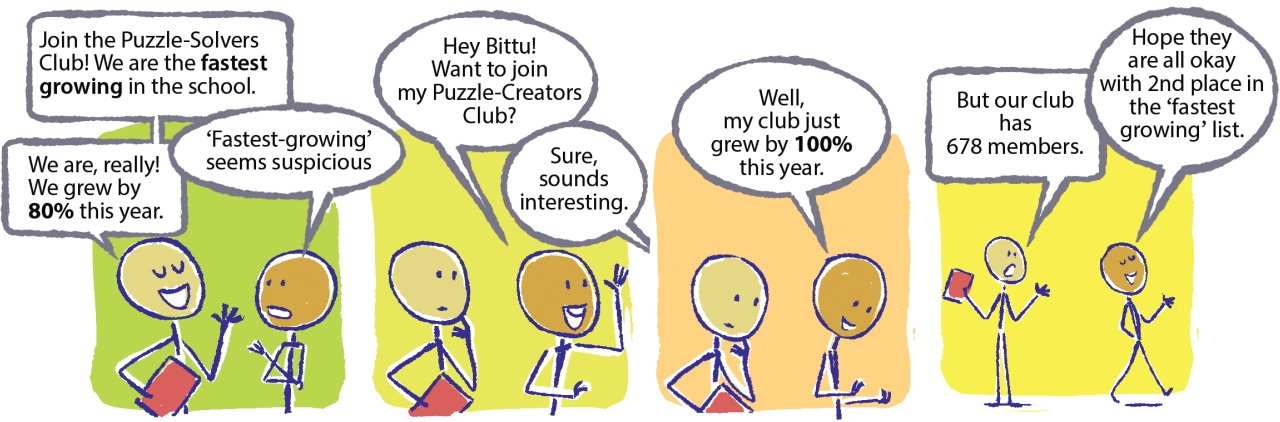 Join the Puzzle-Solvers
Club! We are the fastest
growing in the school.
We are, really!
We grew by
80% this year.
‘Fastest-growing’
seems suspicious
Hey Bittu!
Want to join
my Puzzle-Creators
Club?
Sure,
sounds
interesting.
Well,
my club just
grew by 100%
this year.
But our club
has
678 members.
Hope they
are all okay
with 2nd place in
the ‘fastest
growing’ list.